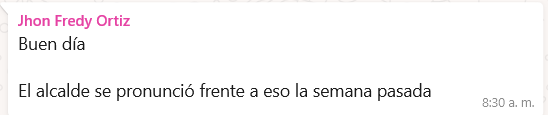 Jhon Fredy Ortiz
Buen día
El alcalde se pronunció frente a eso la semana pasada
8:30 a. m.